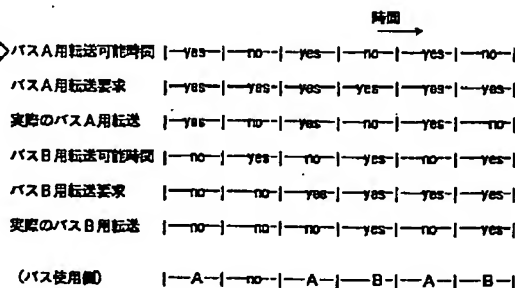 時間
バスA用転送可能時間 |—yes—|—no—|—yes—|—no—|—yes—|—no—|
バスA用転送要求 |—yes—|—yes—|—yes—|—yes—|—yes—|—yes—|
実際のバスA用転送 |—yes—|—no—|—yes—|—no—|—yes—|—no—|
バスB用転送可能時間 |—no—|—yes—|—no—|—yes—|—no—|—yes—|
バスB用転送要求 |—no—|—no—|—yes—|—yes—|—yes—|—yes—|
実際のバスB用転送 |—no—|—no—|—no—|—yes—|—no—|—yes—|
(バス使用側) |—A—|—no—|—A—|—B—|—A—|—B—|